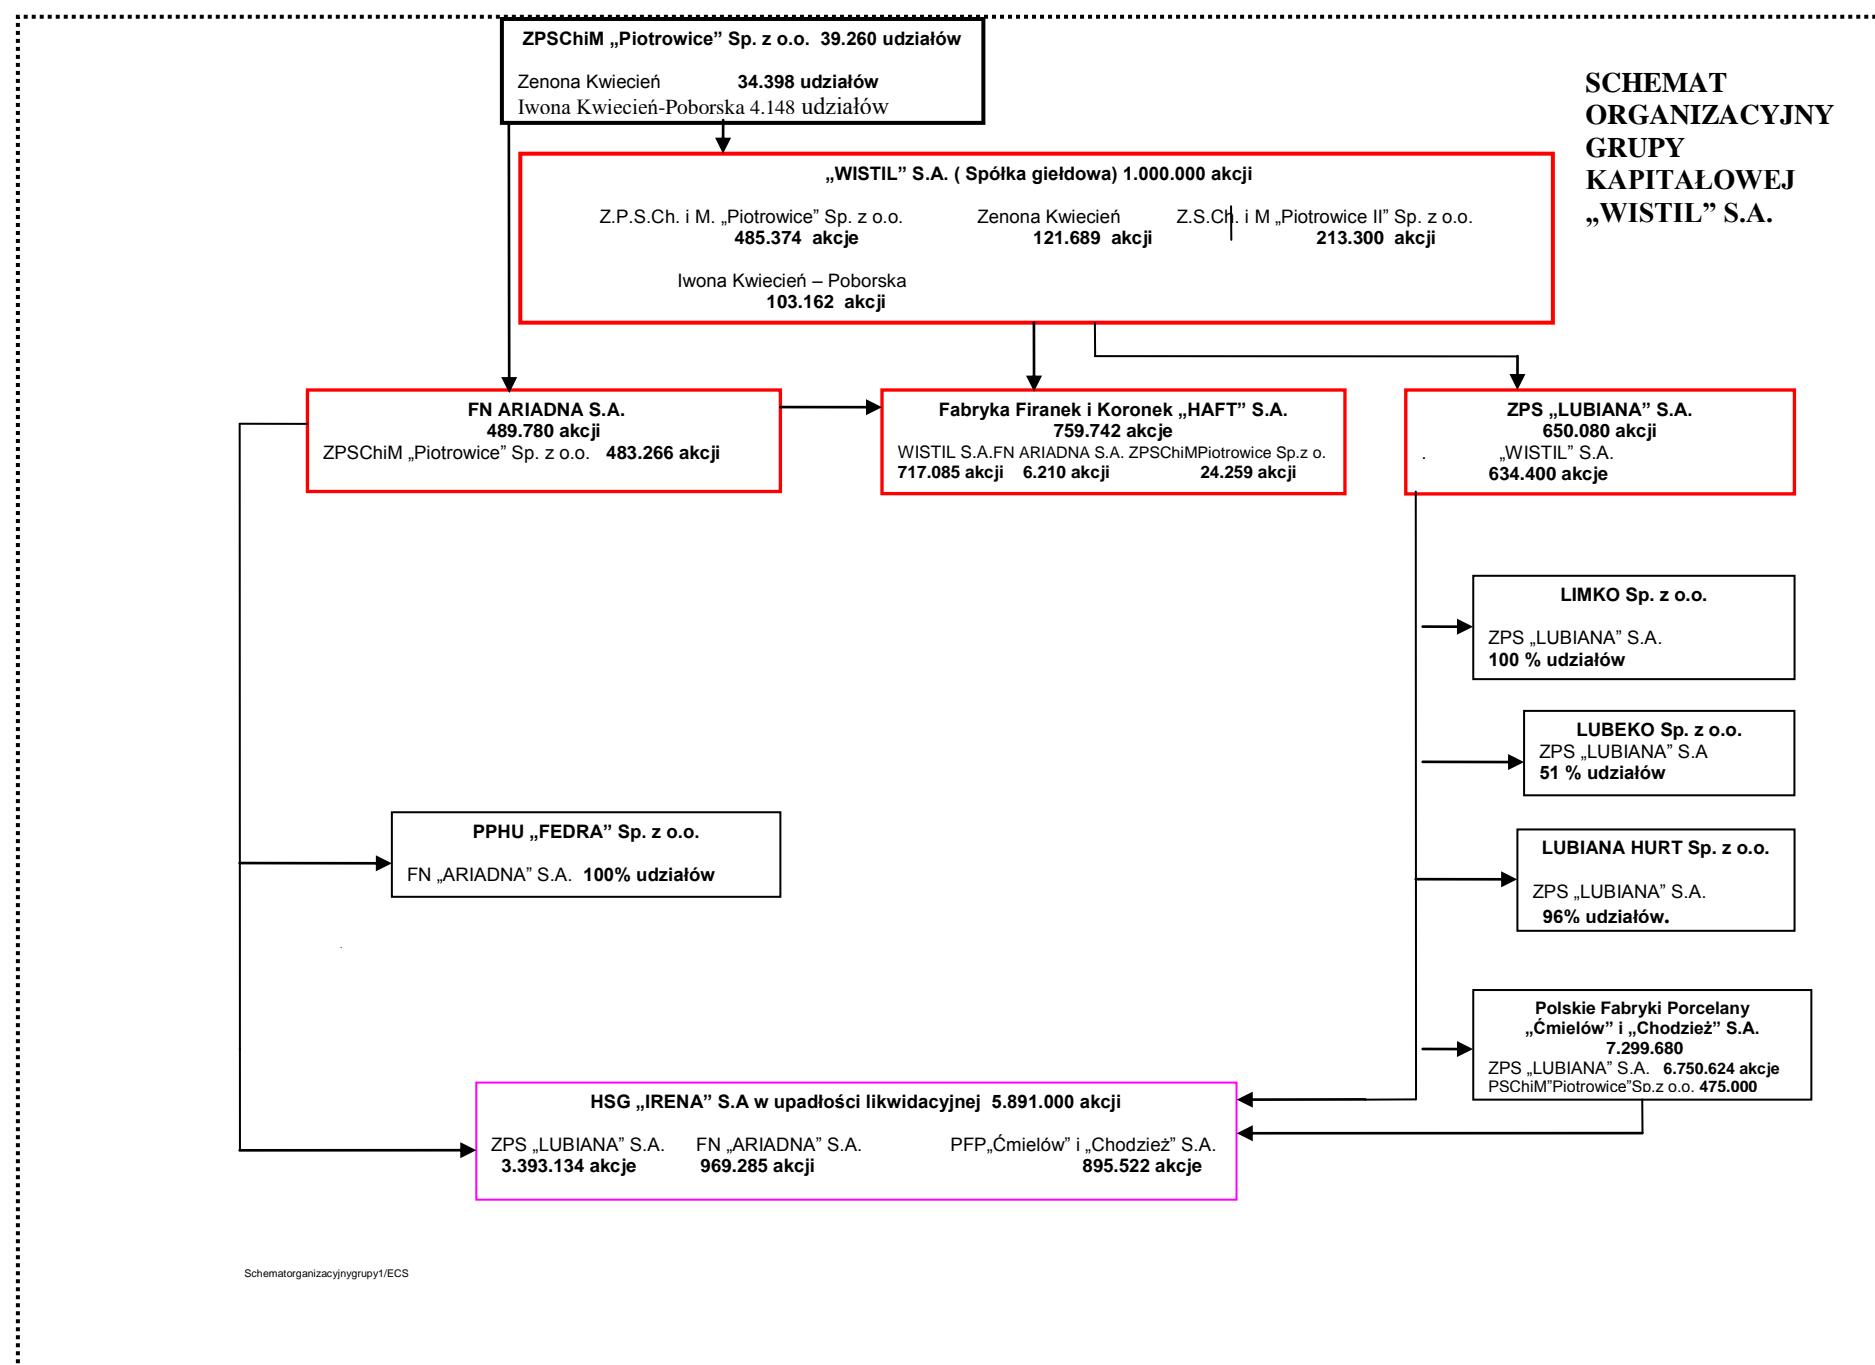 ZPSChiM „Piotrowice” Sp. z o.o. 39.260 udziałów
Zenona Kwiecień 34.398 udziałów
Iwona Kwiecień-Poborska 4.148 udziałów
SCHEMAT
ORGANIZACYJNY
GRUPY
KAPITAŁOWEJ
„WISTIL” S.A.
„WISTIL” S.A. ( Spółka giełdowa) 1.000.000 akcji
Z.P.S.Ch. i M. „Piotrowice” Sp. z o.o. Zenona Kwiecień Z.S.Ch. i M „Piotrowice II” Sp. z o.o.
485.374 akcje 121.689 akcji 213.300 akcji
Iwona Kwiecień – Poborska
103.162 akcji
FN ARIADNA S.A.
489.780 akcji
ZPSChiM „Piotrowice” Sp. z o.o. 483.266 akcji
Fabryka Firanek i Koronek „HAFT” S.A.
759.742 akcje
WISTIL S.A.FN ARIADNA S.A. ZPSChiMPiotrowice Sp.z o.
717.085 akcji 6.210 akcji 24.259 akcji
ZPS „LUBIANA” S.A.
650.080 akcji
. „WISTIL” S.A.
634.400 akcje
LIMKO Sp. z o.o.
ZPS „LUBIANA” S.A.
100 % udziałów
LUBEKO Sp. z o.o.
ZPS „LUBIANA” S.A
51 % udziałów
PPHU „FEDRA” Sp. z o.o.
FN „ARIADNA” S.A. 100% udziałów
LUBIANA HURT Sp. z o.o.
ZPS „LUBIANA” S.A.
96% udziałów.
Polskie Fabryki Porcelany
„Ćmielów” i „Chodzież” S.A.
7.299.680
ZPS „LUBIANA” S.A. 6.750.624 akcje
PSChiM”Piotrowice”Sp.z o.o. 475.000
HSG „IRENA” S.A w upadłości likwidacyjnej 5.891.000 akcji
ZPS „LUBIANA” S.A. FN „ARIADNA” S.A. PFP„Ćmielów” i „Chodzież” S.A.
3.393.134 akcje 969.285 akcji 895.522 akcje
Schematorganizacyjnygrupy1/ECS